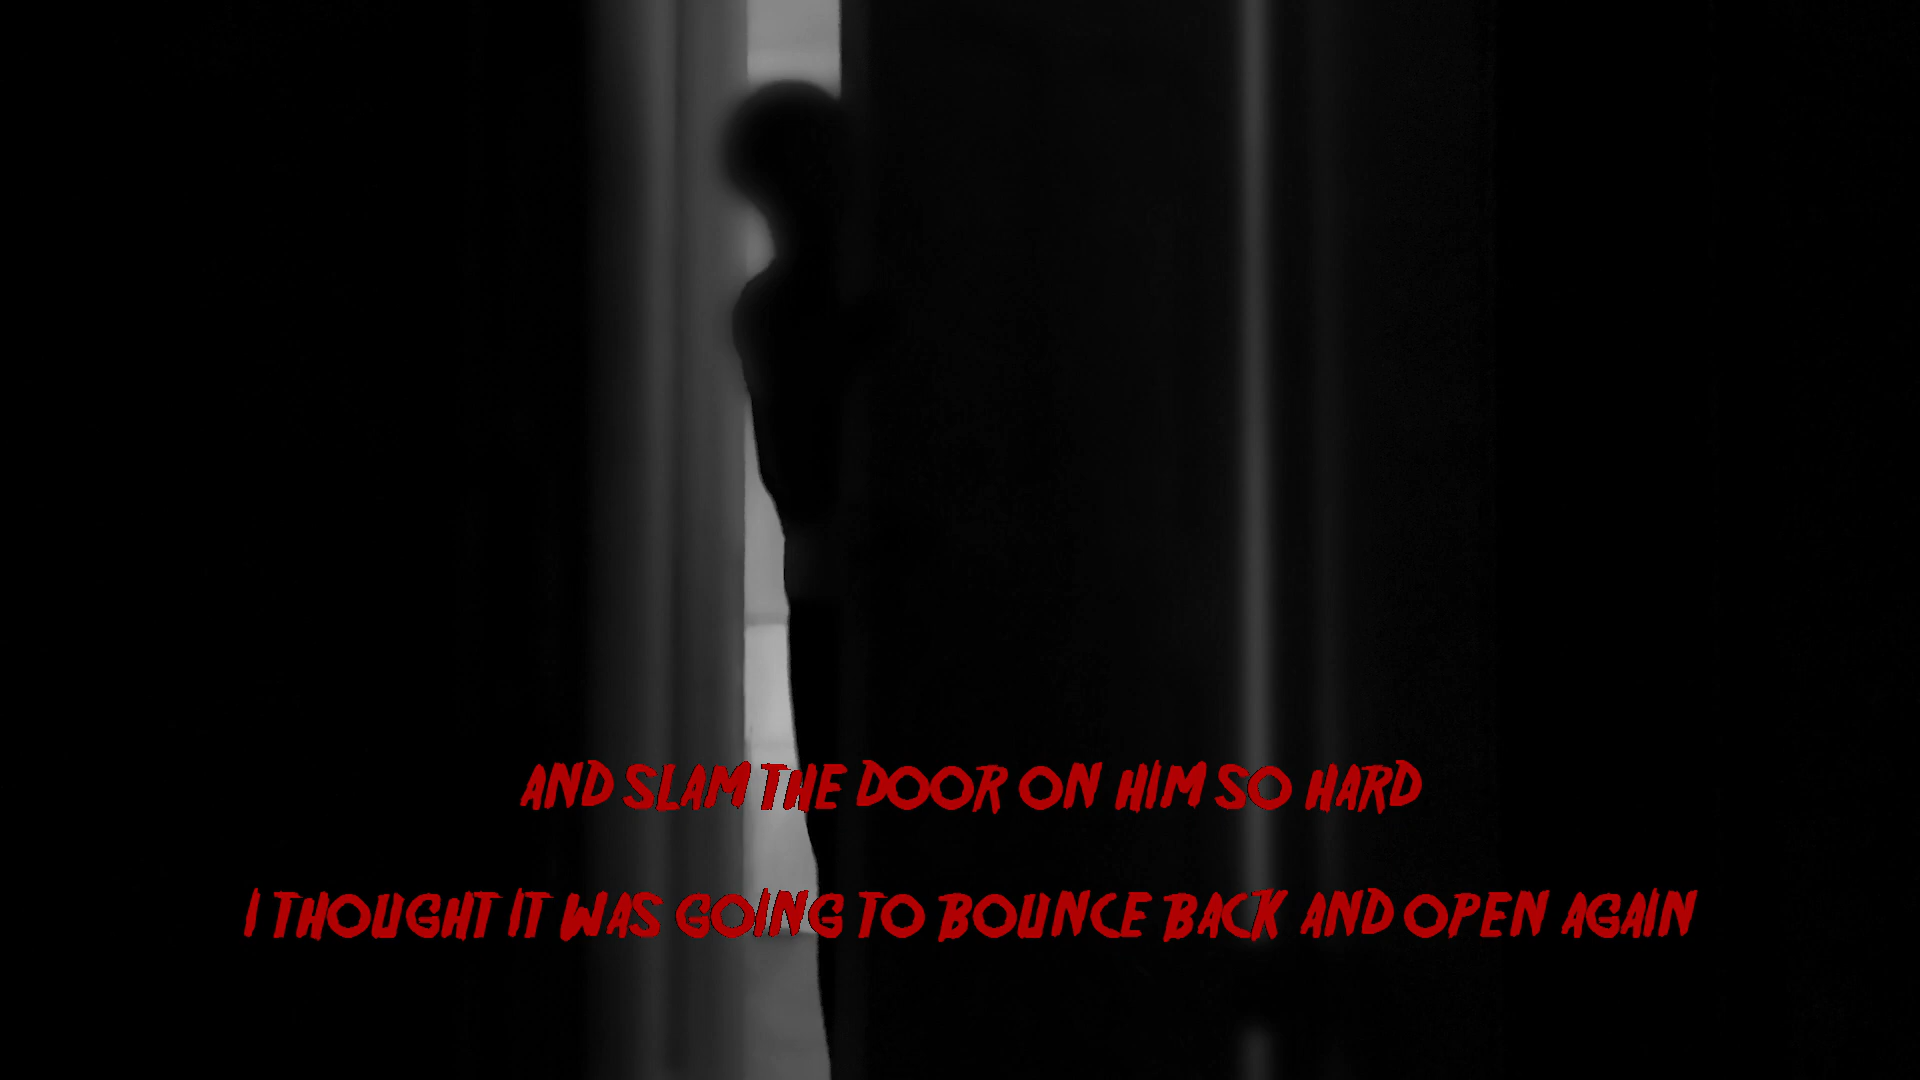 AND SLAM THE DOOR ON HIM SO HARD
I THOUGHT IT WAS GOING TO BOUNCE BACK AND OPEN AGAIN